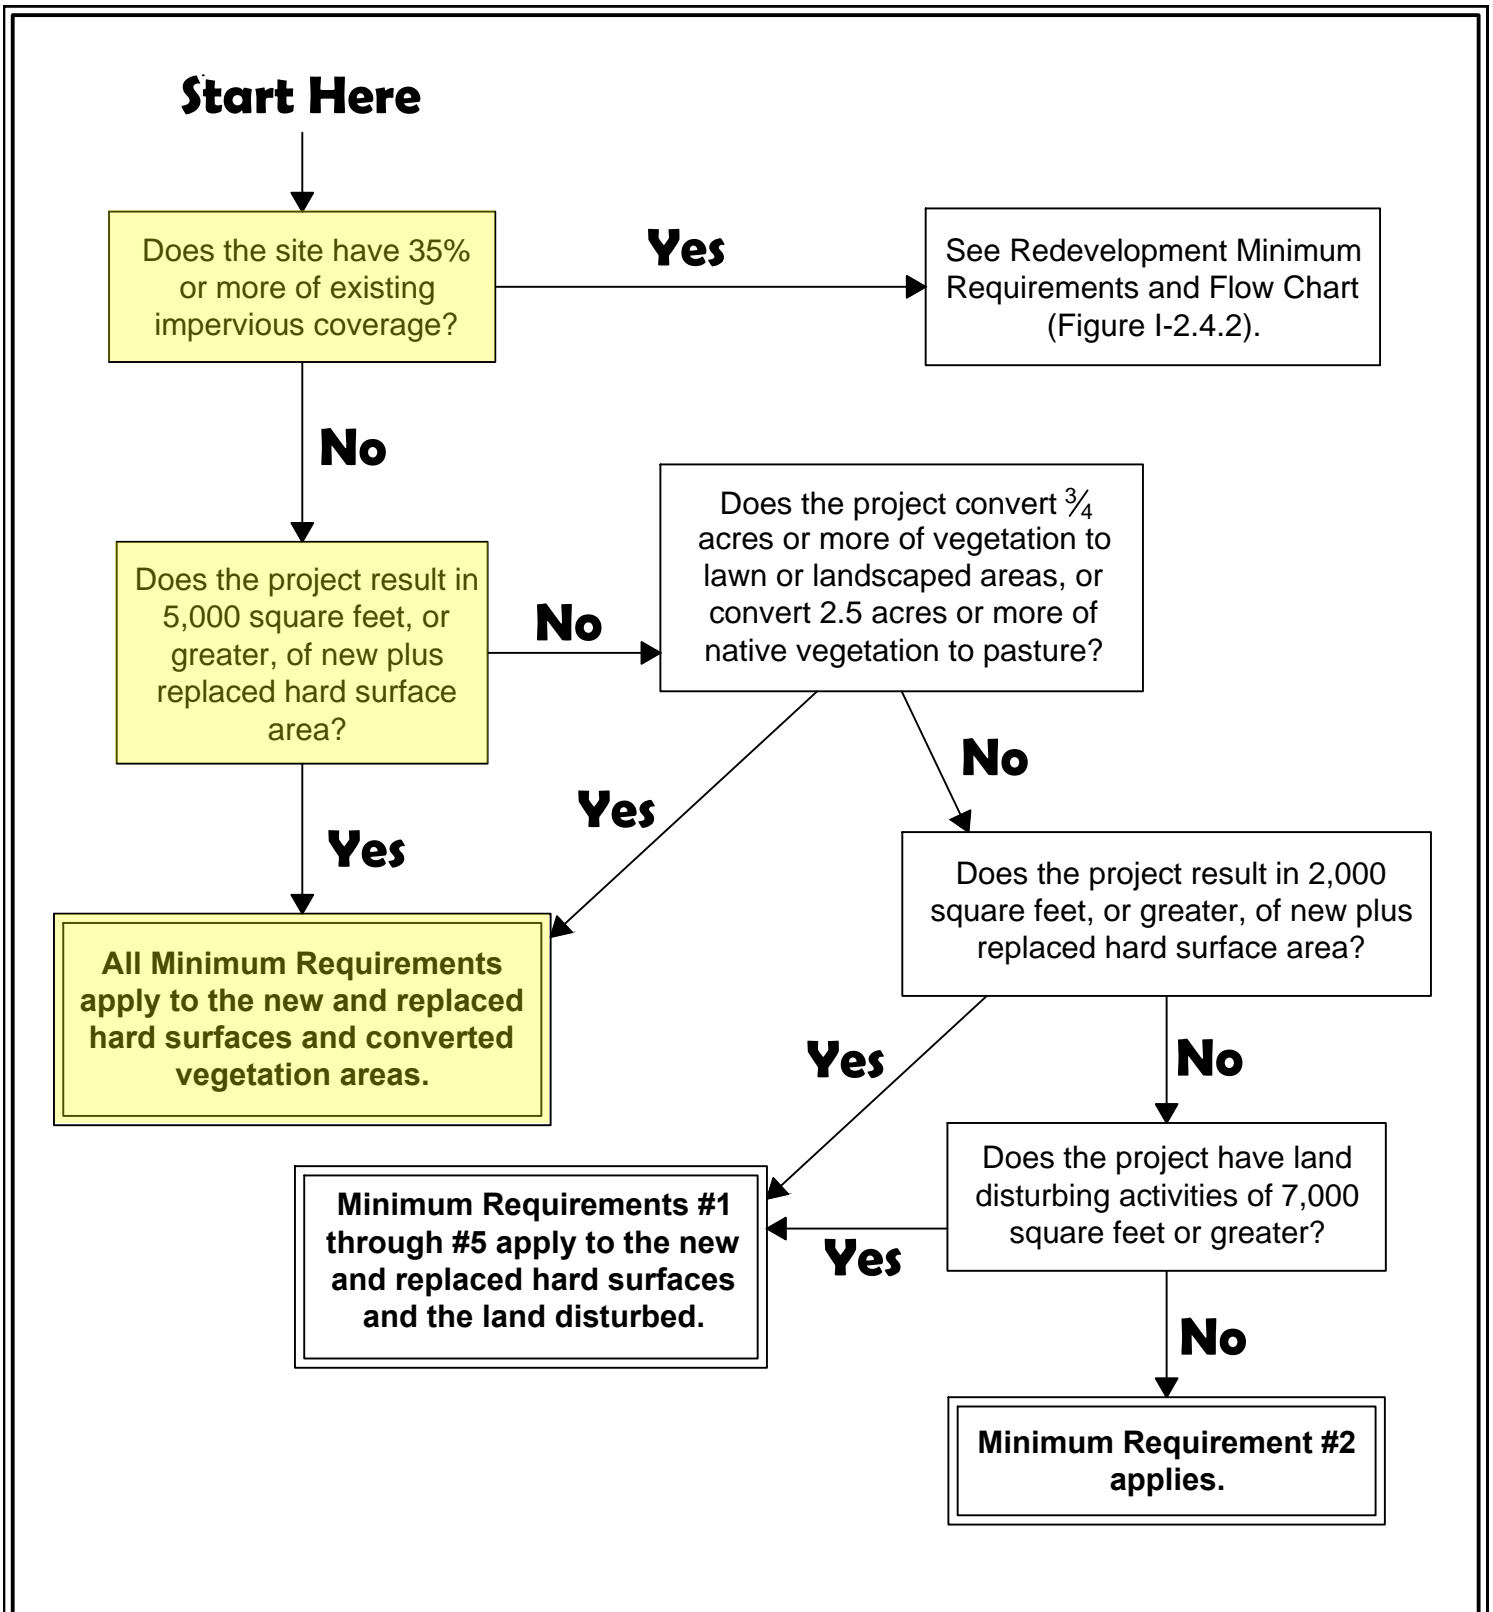 Start Here
Does the site have 35%
or more of existing
impervious coverage?
Yes
See Redevelopment Minimum
Requirements and Flow Chart
(Figure I-2.4.2).
No
Does the project convert ¾
acres or more of vegetation to
lawn or landscaped areas, or
convert 2.5 acres or more of
native vegetation to pasture?
Does the project result in
5,000 square feet, or
greater, of new plus
replaced hard surface
area?
No
No
Yes
Yes
Does the project result in 2,000
square feet, or greater, of new plus
replaced hard surface area?
All Minimum Requirements
apply to the new and replaced
hard surfaces and converted
vegetation areas.
Yes
No
Does the project have land
disturbing activities of 7,000
square feet or greater?
Minimum Requirements #1
through #5 apply to the new
and replaced hard surfaces
and the land disturbed.
Yes
No
Minimum Requirement #2
applies.